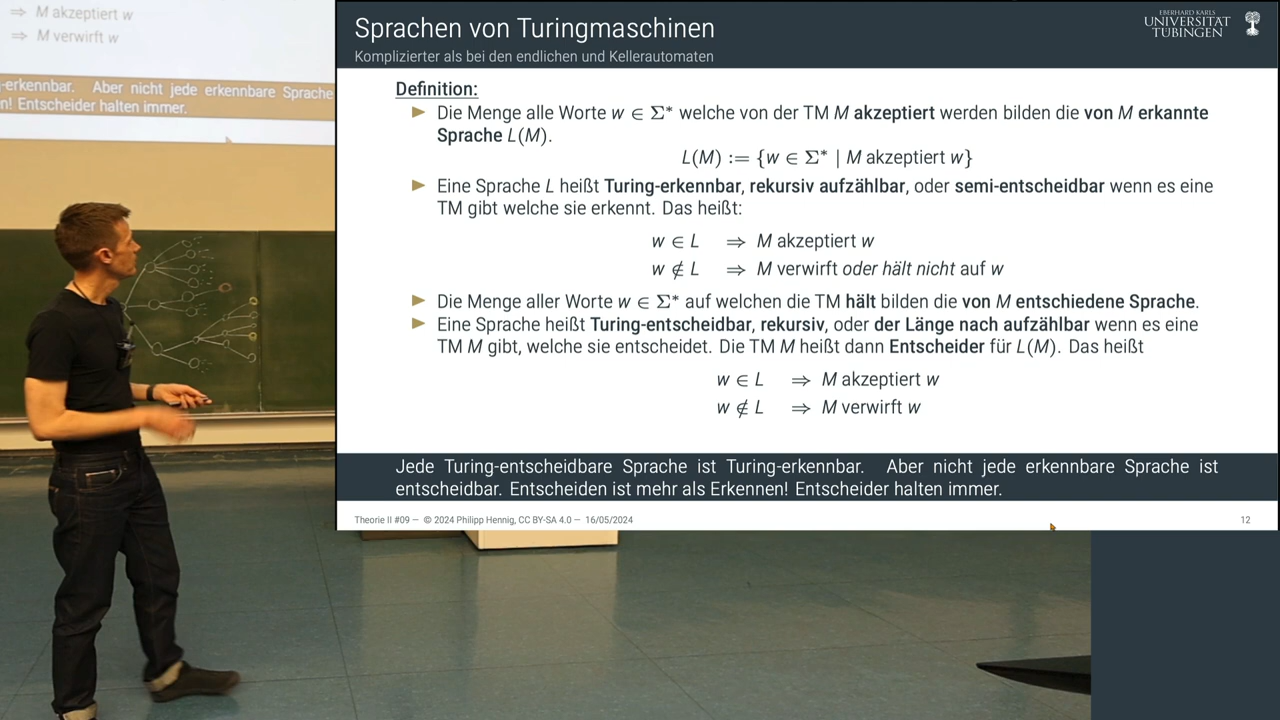 ⇒ M akzeptiert w
⇒ M verwirft w
-erkennbar. Aber nicht jede erkennbare Sprache
n! Entscheider halten immer.
Sprachen von Turingmaschinen
Komplizierter als bei den endlichen und Kellerautomaten
EBERHARD KARLS
UNIVERSITÄT
TÜBINGEN
Definition:
► Die Menge alle Worte w ∈ Σ* welche von der TM M akzeptiert werden bilden die von M erkannte
Sprache L(M).
L(M) := {w ∈ Σ* | M akzeptiert w}
► Eine Sprache L heißt Turing-erkennbar, rekursiv aufzählbar, oder semi-entscheidbar wenn es eine
TM gibt welche sie erkennt. Das heißt:
w ∈ L ⇒ M akzeptiert w
w ∉ L ⇒ M verwirft oder hält nicht auf w
► Die Menge aller Worte w ∈ Σ* auf welchen die TM hält bilden die von M entschiedene Sprache.
► Eine Sprache heißt Turing-entscheidbar, rekursiv, oder der Länge nach aufzählbar wenn es eine
TM M gibt, welche sie entscheidet. Die TM M heißt dann Entscheider für L(M). Das heißt
w ∈ L ⇒ M akzeptiert w
w ∉ L ⇒ M verwirft w
Jede Turing-entscheidbare Sprache ist Turing-erkennbar. Aber nicht jede erkennbare Sprache ist
entscheidbar. Entscheiden ist mehr als Erkennen! Entscheider halten immer.
Theorie II #09 — © 2024 Philipp Hennig, CC BY-SA 4.0 — 16/05/2024
12